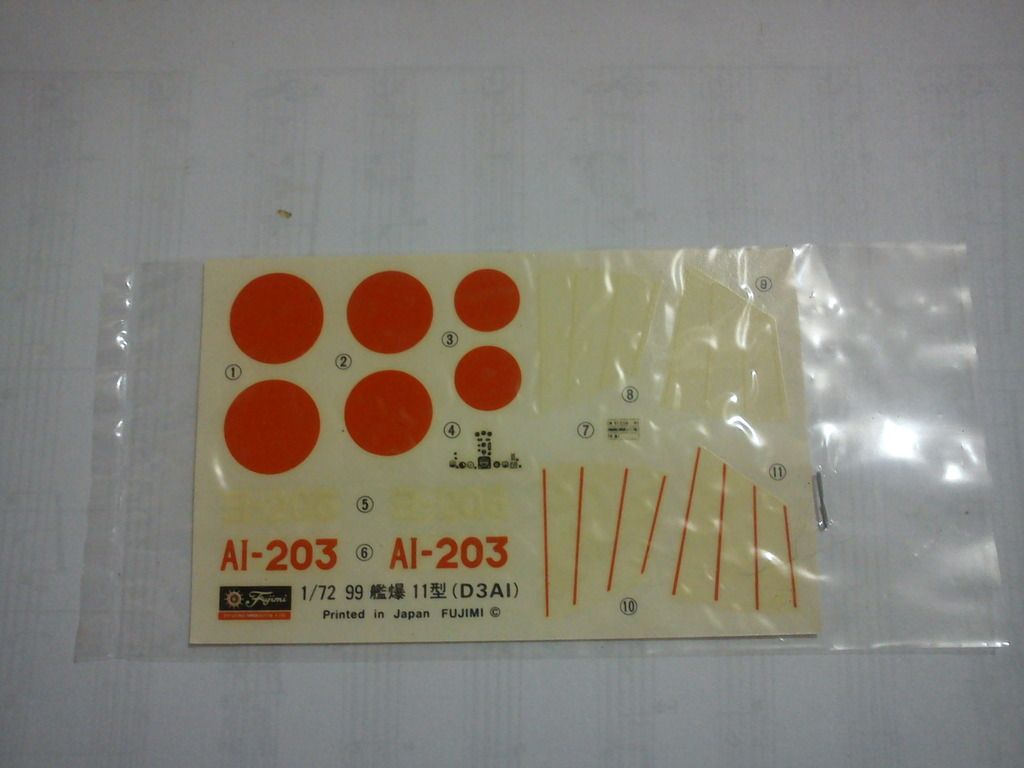 ①
②
③
④
⑤
⑥
⑦
⑧
⑨
⑩
⑪
AI-203 AI-203
Fujimi
1/72 99 艦爆 11型(D3AI)
Printed in Japan FUJIMI ©